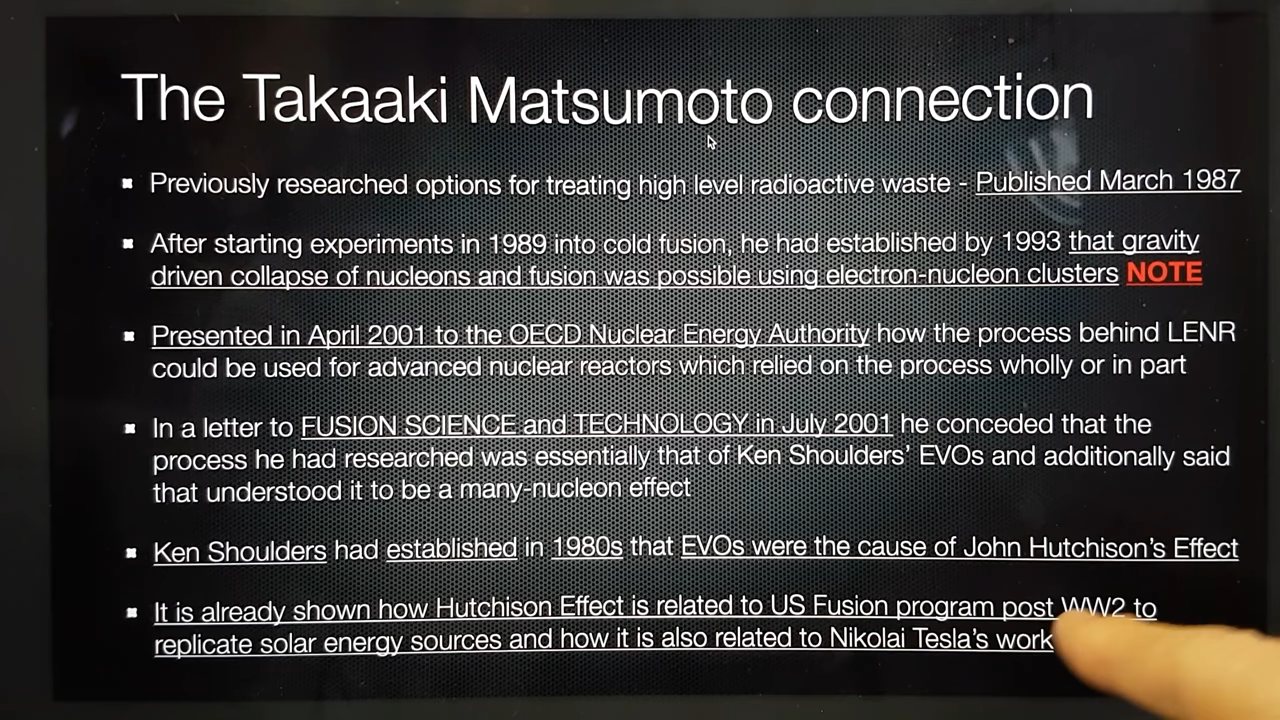 The Takaaki Matsumoto connection
Previously researched options for treating high level radioactive waste - Published March 1987
After starting experiments in 1989 into cold fusion, he had established by 1993 that gravity
driven collapse of nucleons and fusion was possible using electron-nucleon clusters NOTE
Presented in April 2001 to the OECD Nuclear Energy Authority how the process behind LENR
could be used for advanced nuclear reactors which relied on the process wholly or in part
In a letter to FUSION SCIENCE and TECHNOLOGY in July 2001 he conceded that the
process he had researched was essentially that of Ken Shoulders' EVOs and additionally said
that understood it to be a many-nucleon effect
Ken Shoulders had established in 1980s that EVOs were the cause of John Hutchison's Effect
It is already shown how Hutchison Effect is related to US Fusion program post WW2 to
replicate solar energy sources and how it is also related to Nikolai Tesla's work